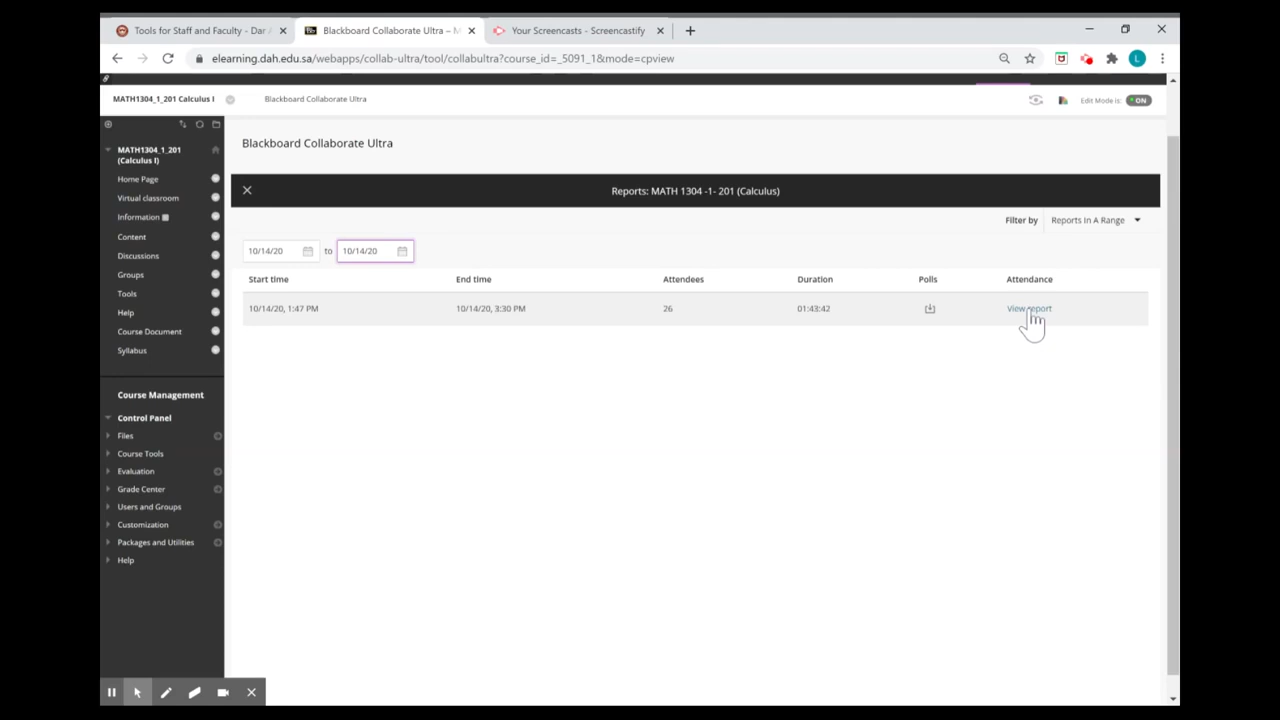 Tools for Staff and Faculty - Dar A
Blackboard Collaborate Ultra – M
Your Screencasts - Screencastify
elearning.dah.edu.sa/webapps/collab-ultra/tool/collabultra?course_id=_5091_1&mode=cpview
L
MATH1304_1_201 Calculus I
Blackboard Collaborate Ultra
Edit Mode is: ON
MATH1304_1_201
(Calculus I)
Home Page
Virtual classroom
Information
Content
Discussions
Groups
Tools
Help
Course Document
Syllabus
Course Management
Control Panel
Files
Course Tools
Evaluation
Grade Center
Users and Groups
Customization
Packages and Utilities
Help
Blackboard Collaborate Ultra
Reports: MATH 1304 -1- 201 (Calculus)
Filter by Reports In A Range
10/14/20 to 10/14/20
Start time End time Attendees Duration Polls Attendance
10/14/20, 1:47 PM 10/14/20, 3:30 PM 26 01:43:42 View report